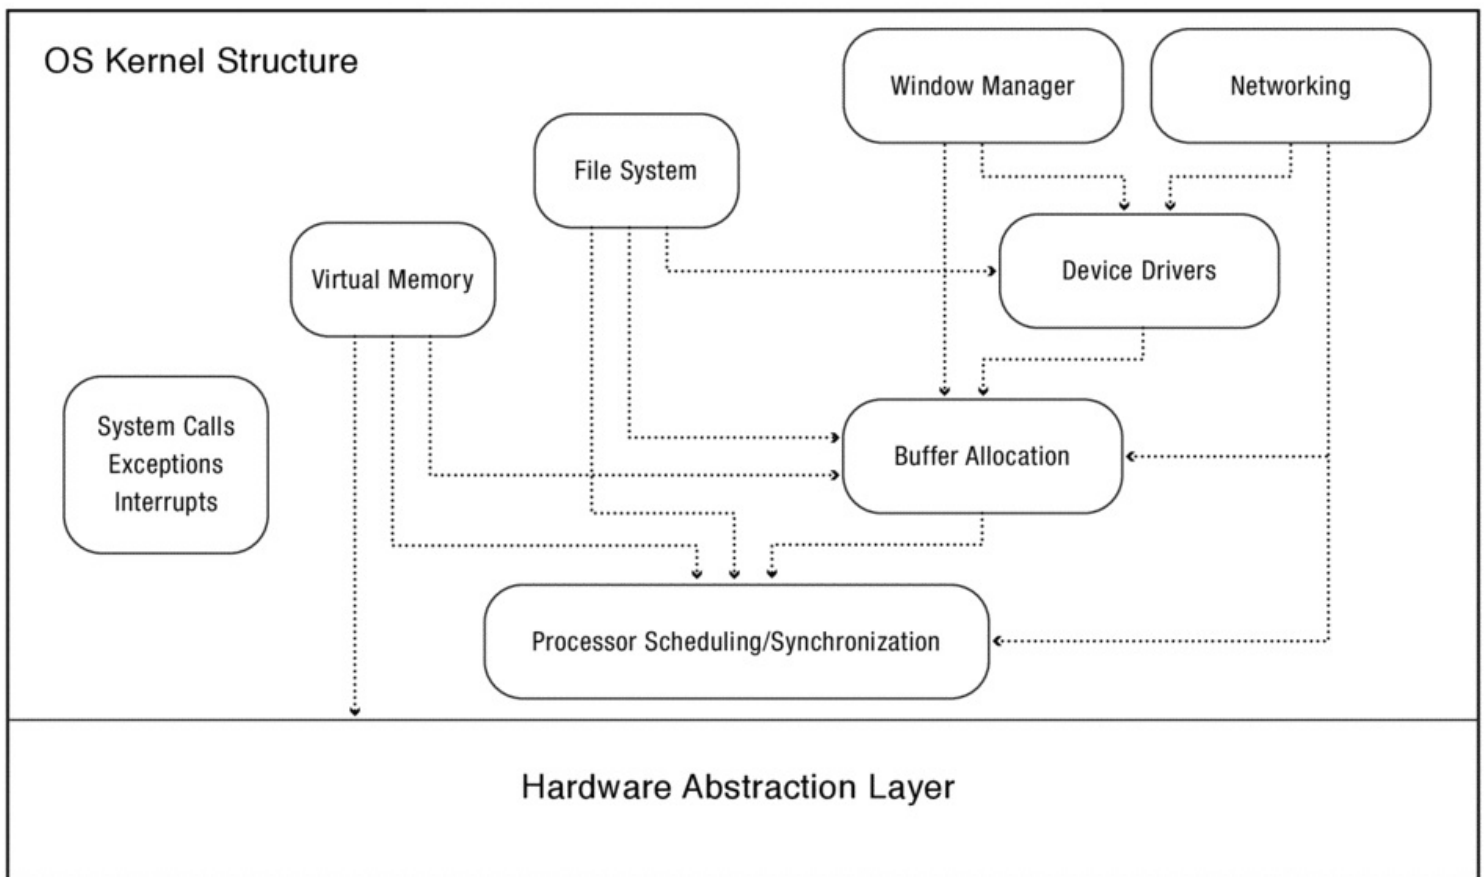 OS Kernel Structure
Window Manager
Networking
File System
Virtual Memory
Device Drivers
System Calls
Exceptions
Interrupts
Buffer Allocation
Processor Scheduling/Synchronization
Hardware Abstraction Layer